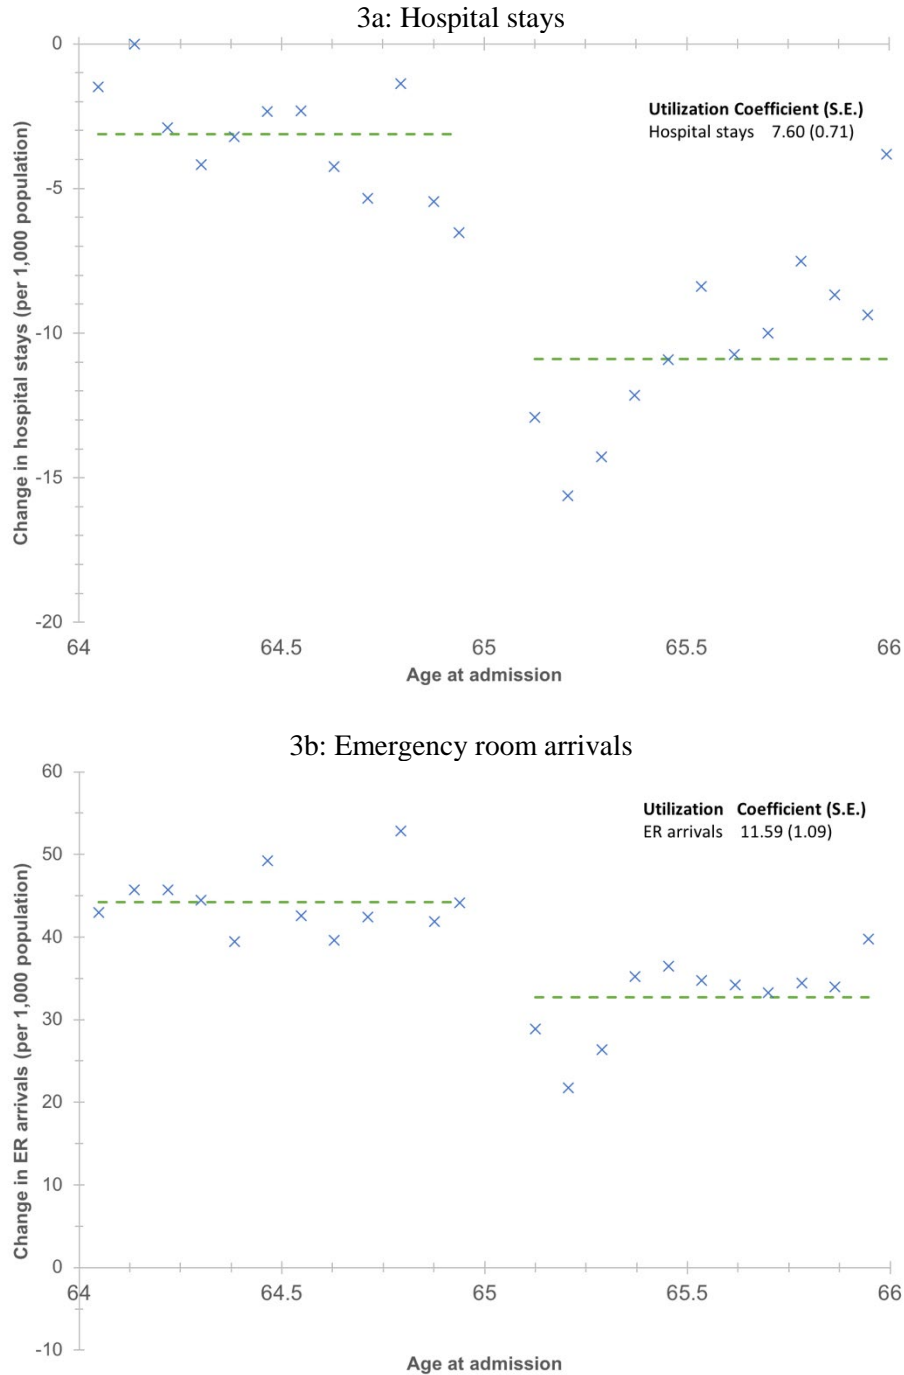 3a: Hospital stays
0
-5
-10
-15
-20
Change in hospital stays (per 1,000 population)
Utilization Coefficient (S.E.)
Hospital stays 7.60 (0.71)
64 64.5 65 65.5 66
Age at admission
3b: Emergency room arrivals
60
50
40
30
20
10
0
-10
Change in ER arrivals (per 1,000 population)
Utilization Coefficient (S.E.)
ER arrivals 11.59 (1.09)
64 64.5 65 65.5 66
Age at admission